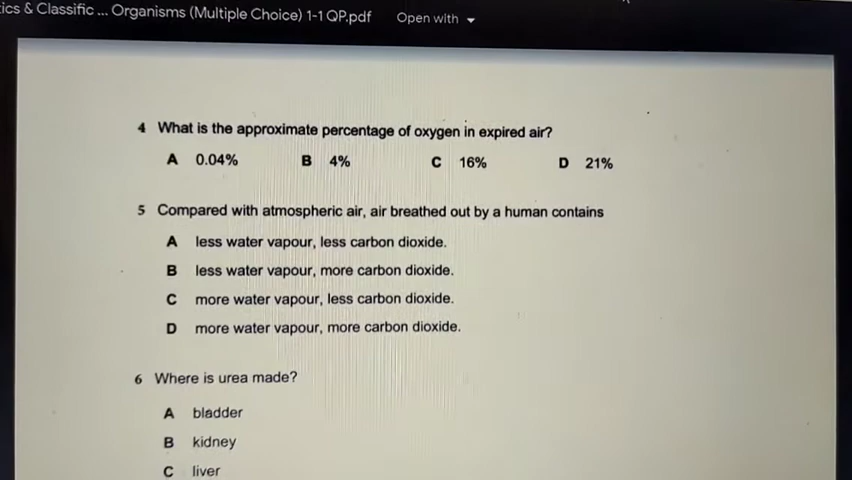 ics & Classific ... Organisms (Multiple Choice) 1-1 QP.pdf Open with
4 What is the approximate percentage of oxygen in expired air?
A 0.04% B 4% C 16% D 21%
5 Compared with atmospheric air, air breathed out by a human contains
A less water vapour, less carbon dioxide.
B less water vapour, more carbon dioxide.
C more water vapour, less carbon dioxide.
D more water vapour, more carbon dioxide.
6 Where is urea made?
A bladder
B kidney
C liver